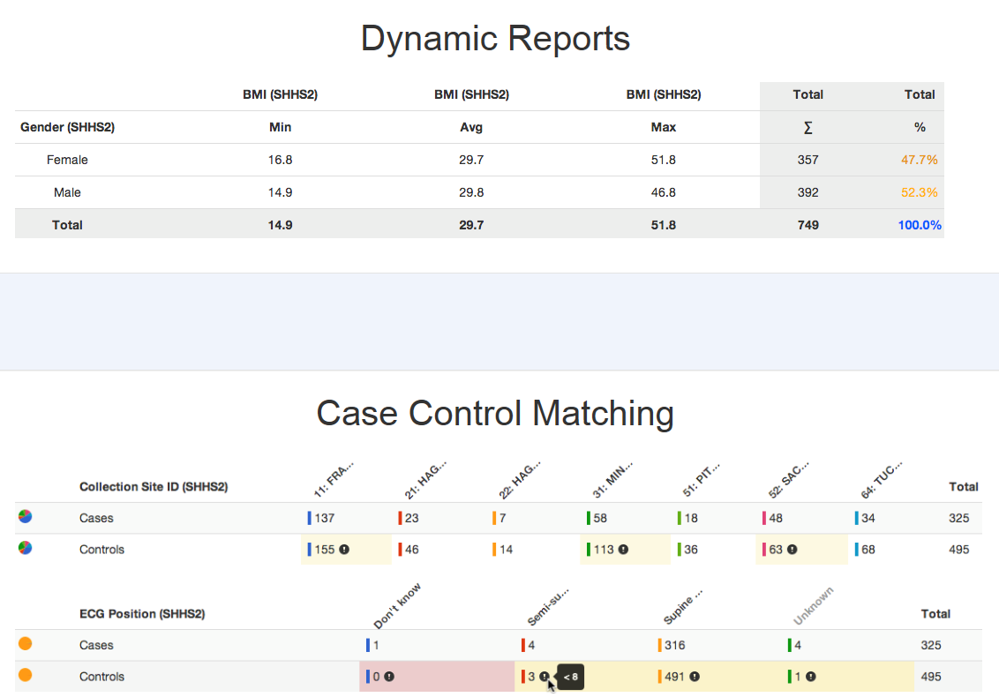 Dynamic Reports
BMI (SHHS2) BMI (SHHS2) BMI (SHHS2) Total Total
Gender (SHHS2) Min Avg Max Σ %
Female 16.8 29.7 51.8 357 47.7%
Male 14.9 29.8 46.8 392 52.3%
Total 14.9 29.7 51.8 749 100.0%
Case Control Matching
Collection Site ID (SHHS2) 11: FRA... 21: HAG... 22: HAG... 31: MIN... 51: PIT... 52: SAC... 64: TUC... Total
Cases 137 23 7 58 18 48 34 325
Controls 155 46 14 113 36 63 68 495
ECG Position (SHHS2) Don't know Semi-su... Supine ... Unknown Total
Cases 1 4 316 4 325
Controls 0 3 < 8 491 1 495